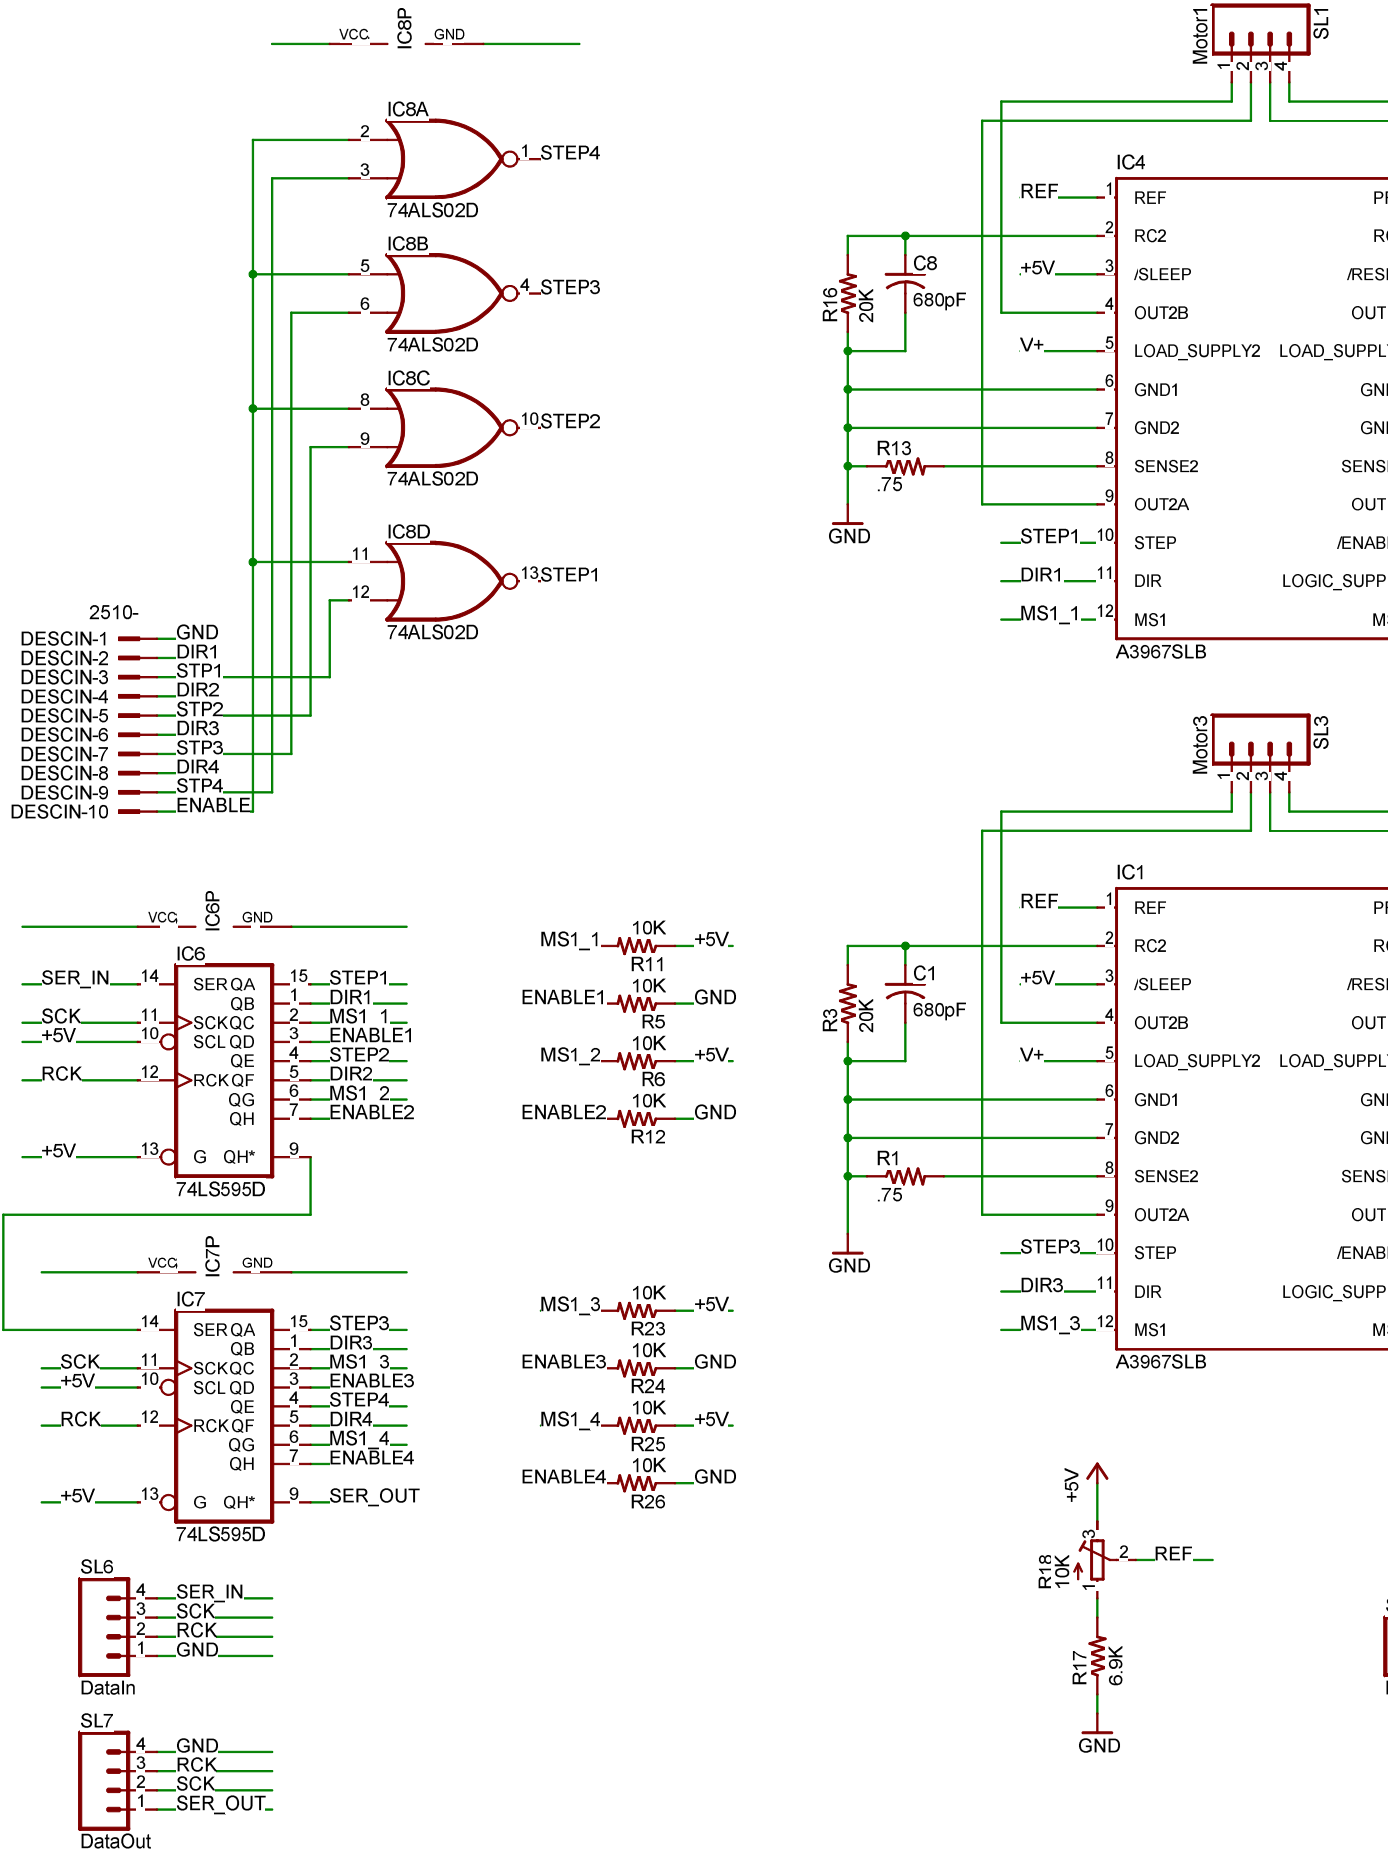 VCC IC8P GND
IC8A
2
3
1 STEP4
74ALS02D
IC8B
5
6
4 STEP3
74ALS02D
IC8C
8
9
10 STEP2
74ALS02D
IC8D
11
12
13 STEP1
74ALS02D
2510-
DESCIN-1 GND
DESCIN-2 DIR1
DESCIN-3 STP1
DESCIN-4 DIR2
DESCIN-5 STP2
DESCIN-6 DIR3
DESCIN-7 STP3
DESCIN-8 DIR4
DESCIN-9 STP4
DESCIN-10 ENABLE
VCC IC6P GND
IC6
SER_IN 14 SER QA 15 STEP1
QB 1 DIR1
SCK 11 SCK QC 2 MS1_1
+5V 10 SCL QD 3 ENABLE1
QE 4 STEP2
RCK 12 RCK QF 5 DIR2
QG 6 MS1_2
QH 7 ENABLE2
+5V 13 G QH* 9
74LS595D
VCC IC7P GND
IC7
14 SER QA 15 STEP3
QB 1 DIR3
SCK 11 SCK QC 2 MS1_3
+5V 10 SCL QD 3 ENABLE3
QE 4 STEP4
RCK 12 RCK QF 5 DIR4
QG 6 MS1_4
QH 7 ENABLE4
+5V 13 G QH* 9 SER_OUT
74LS595D
SL6
4 SER_IN
3 SCK
2 RCK
1 GND
DataIn
SL7
4 GND
3 RCK
2 SCK
1 SER_OUT
DataOut
10K
MS1_1 +5V
R11
10K
ENABLE1 GND
R5
10K
MS1_2 +5V
R6
10K
ENABLE2 GND
R12
10K
MS1_3 +5V
R23
10K
ENABLE3 GND
R24
10K
MS1_4 +5V
R25
10K
ENABLE4 GND
R26
Motor1 SL1
1 2 3 4
IC4
REF 1 REF
2 RC2
+5V 3 /SLEEP /RES
4 OUT2B OUT
V+ 5 LOAD_SUPPLY2 LOAD_SUPPLY
6 GND1 GN
7 GND2 GN
8 SENSE2 SENS
9 OUT2A OUT
STEP1 10 STEP /ENAB
DIR1 11 DIR LOGIC_SUPP
MS1_1 12 MS1 M
A3967SLB
R16 20K
C8
680pF
R13
.75
GND
Motor3 SL3
1 2 3 4
IC1
REF 1 REF
2 RC2
+5V 3 /SLEEP /RES
4 OUT2B OUT
V+ 5 LOAD_SUPPLY2 LOAD_SUPPLY
6 GND1 GN
7 GND2 GN
8 SENSE2 SENS
9 OUT2A OUT
STEP3 10 STEP /ENAB
DIR3 11 DIR LOGIC_SUPP
MS1_3 12 MS1 M
A3967SLB
R3 20K
C1
680pF
R1
.75
GND
+5V
3
R18 10K
2 REF
1
R17 6.9K
GND